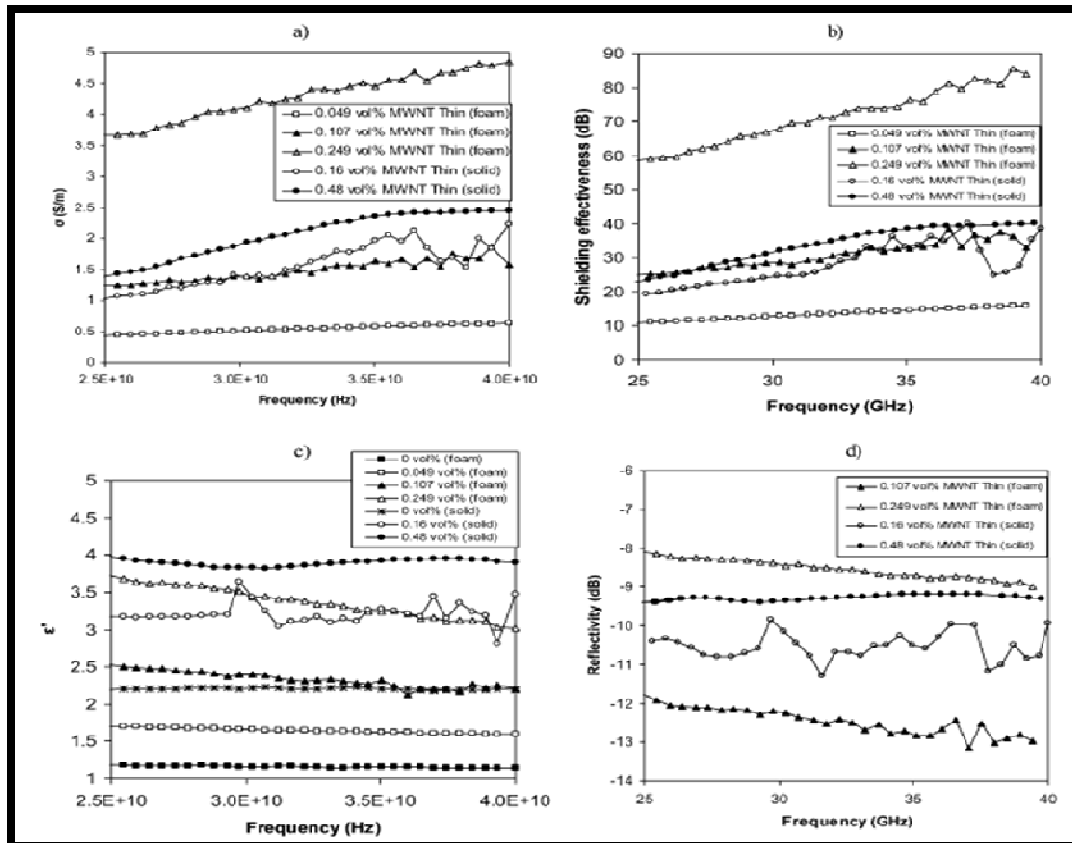 a)
5
4.5
4
3.5
3
2.5
2
1.5
1
0.5
0
σ (S/m)
0.049 vol% MWNT Thin (foam)
0.107 vol% MWNT Thin (foam)
0.249 vol% MWNT Thin (foam)
0.16 vol% MWNT Thin (solid)
0.48 vol% MWNT Thin (solid)
2.5E+10
3.0E+10
3.5E+10
4.0E+10
Frequency (Hz)
b)
90
80
70
60
50
40
30
20
10
0
Shielding effectiveness (dB)
0.049 vol% MWNT Thin (foam)
0.107 vol% MWNT Thin (foam)
0.249 vol% MWNT Thin (foam)
0.16 vol% MWNT Thin (solid)
0.48 vol% MWNT Thin (solid)
25
30
35
40
Frequency (GHz)
c)
0 vol% (foam)
0.049 vol% (foam)
0.107 vol% (foam)
0.249 vol% (foam)
0 vol% (solid)
0.16 vol% (solid)
0.48 vol% (solid)
5
4.5
4
3.5
3
2.5
2
1.5
1
ε'
2.5E+10
3.0E+10
3.5E+10
4.0E+10
Frequency (Hz)
d)
-6
-7
-8
-9
-10
-11
-12
-13
-14
Reflectivity (dB)
0.107 vol% MWNT Thin (foam)
0.249 vol% MWNT Thin (foam)
0.16 vol% MWNT Thin (solid)
0.48 vol% MWNT Thin (solid)
25
30
35
40
Frequency (GHz)